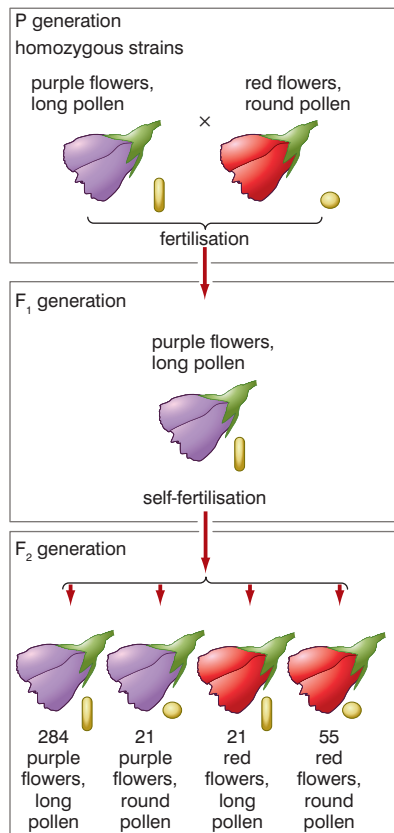 P generation
homozygous strains
purple flowers,
long pollen
×
red flowers,
round pollen
fertilisation
F₁ generation
purple flowers,
long pollen
self-fertilisation
F₂ generation
284
purple
flowers,
long
pollen
21
purple
flowers,
round
pollen
21
red
flowers,
long
pollen
55
red
flowers,
round
pollen